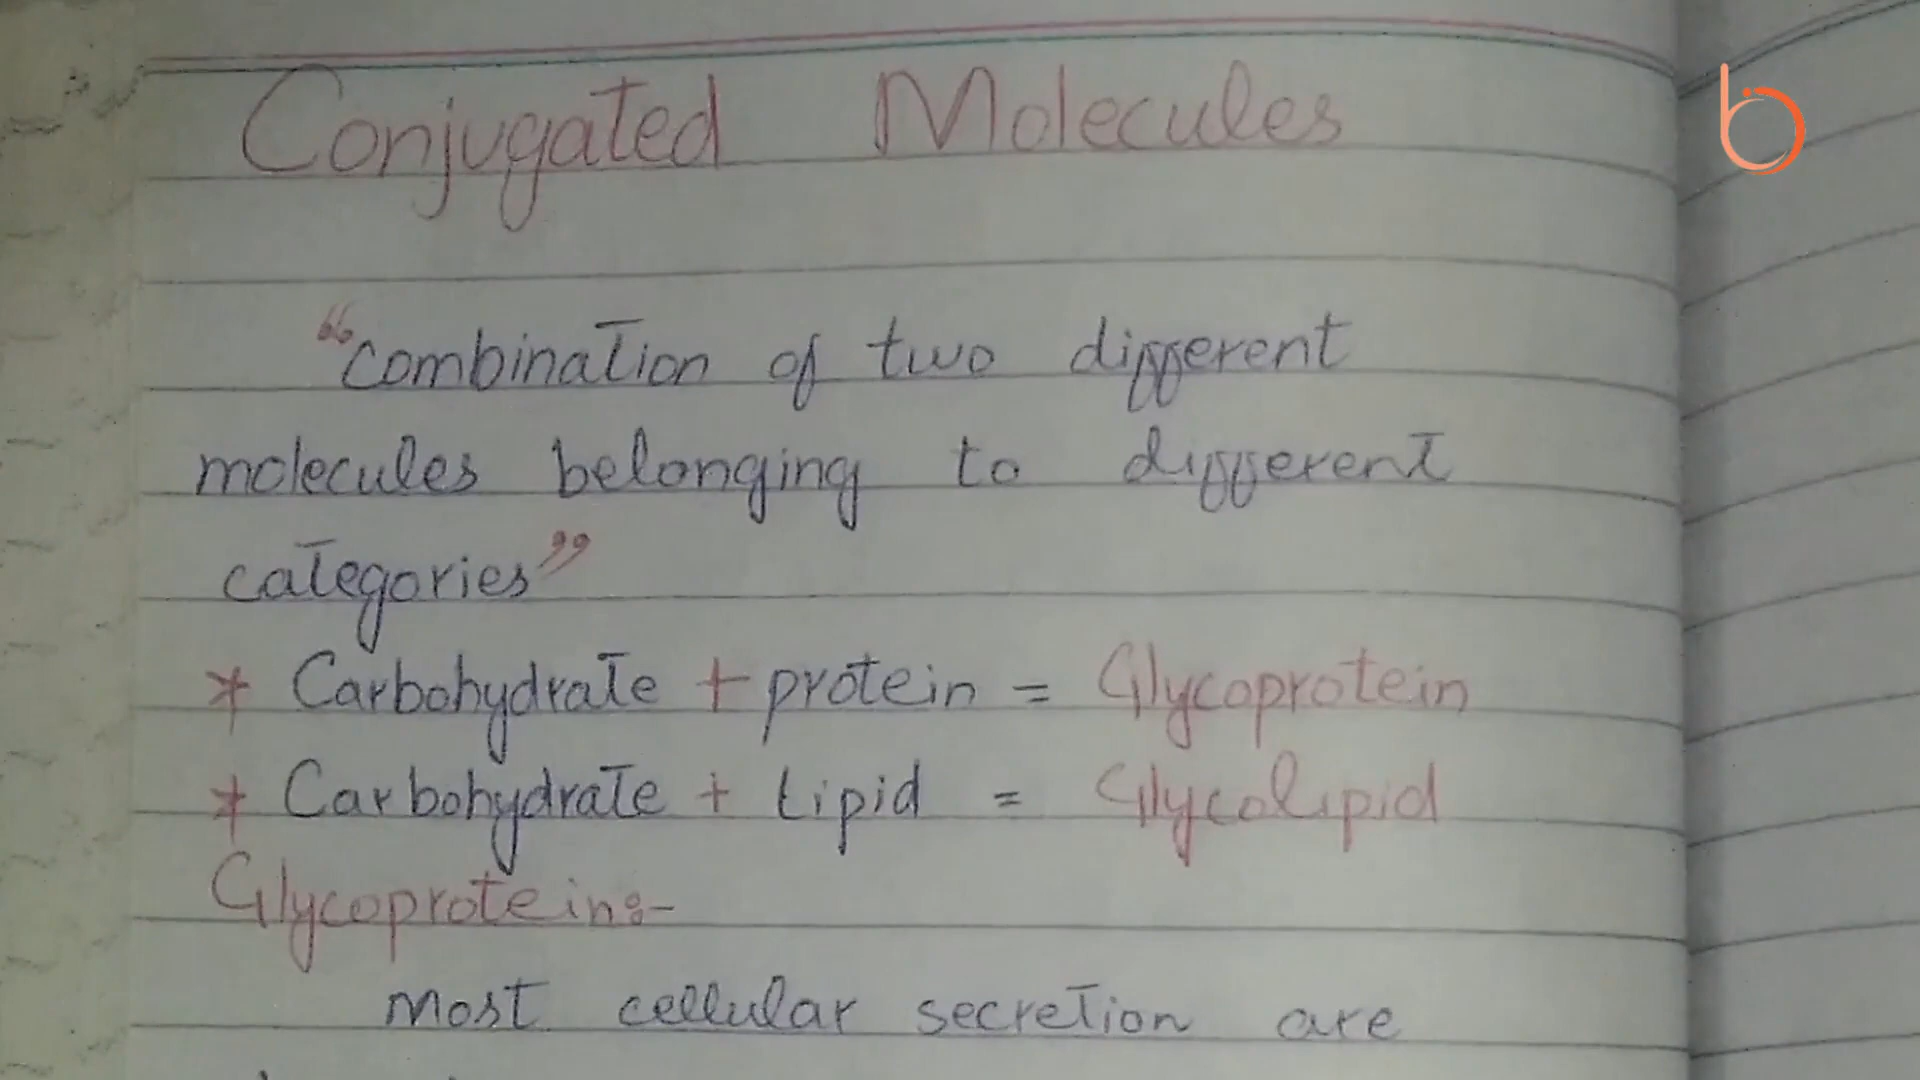 Conjugated Molecules
“combination of two different
molecules belonging to different
categories”
* Carbohydrate + protein = Glycoprotein
* Carbohydrate + Lipid = Glycolipid
Glycoprotein:-
Most cellular secretion are